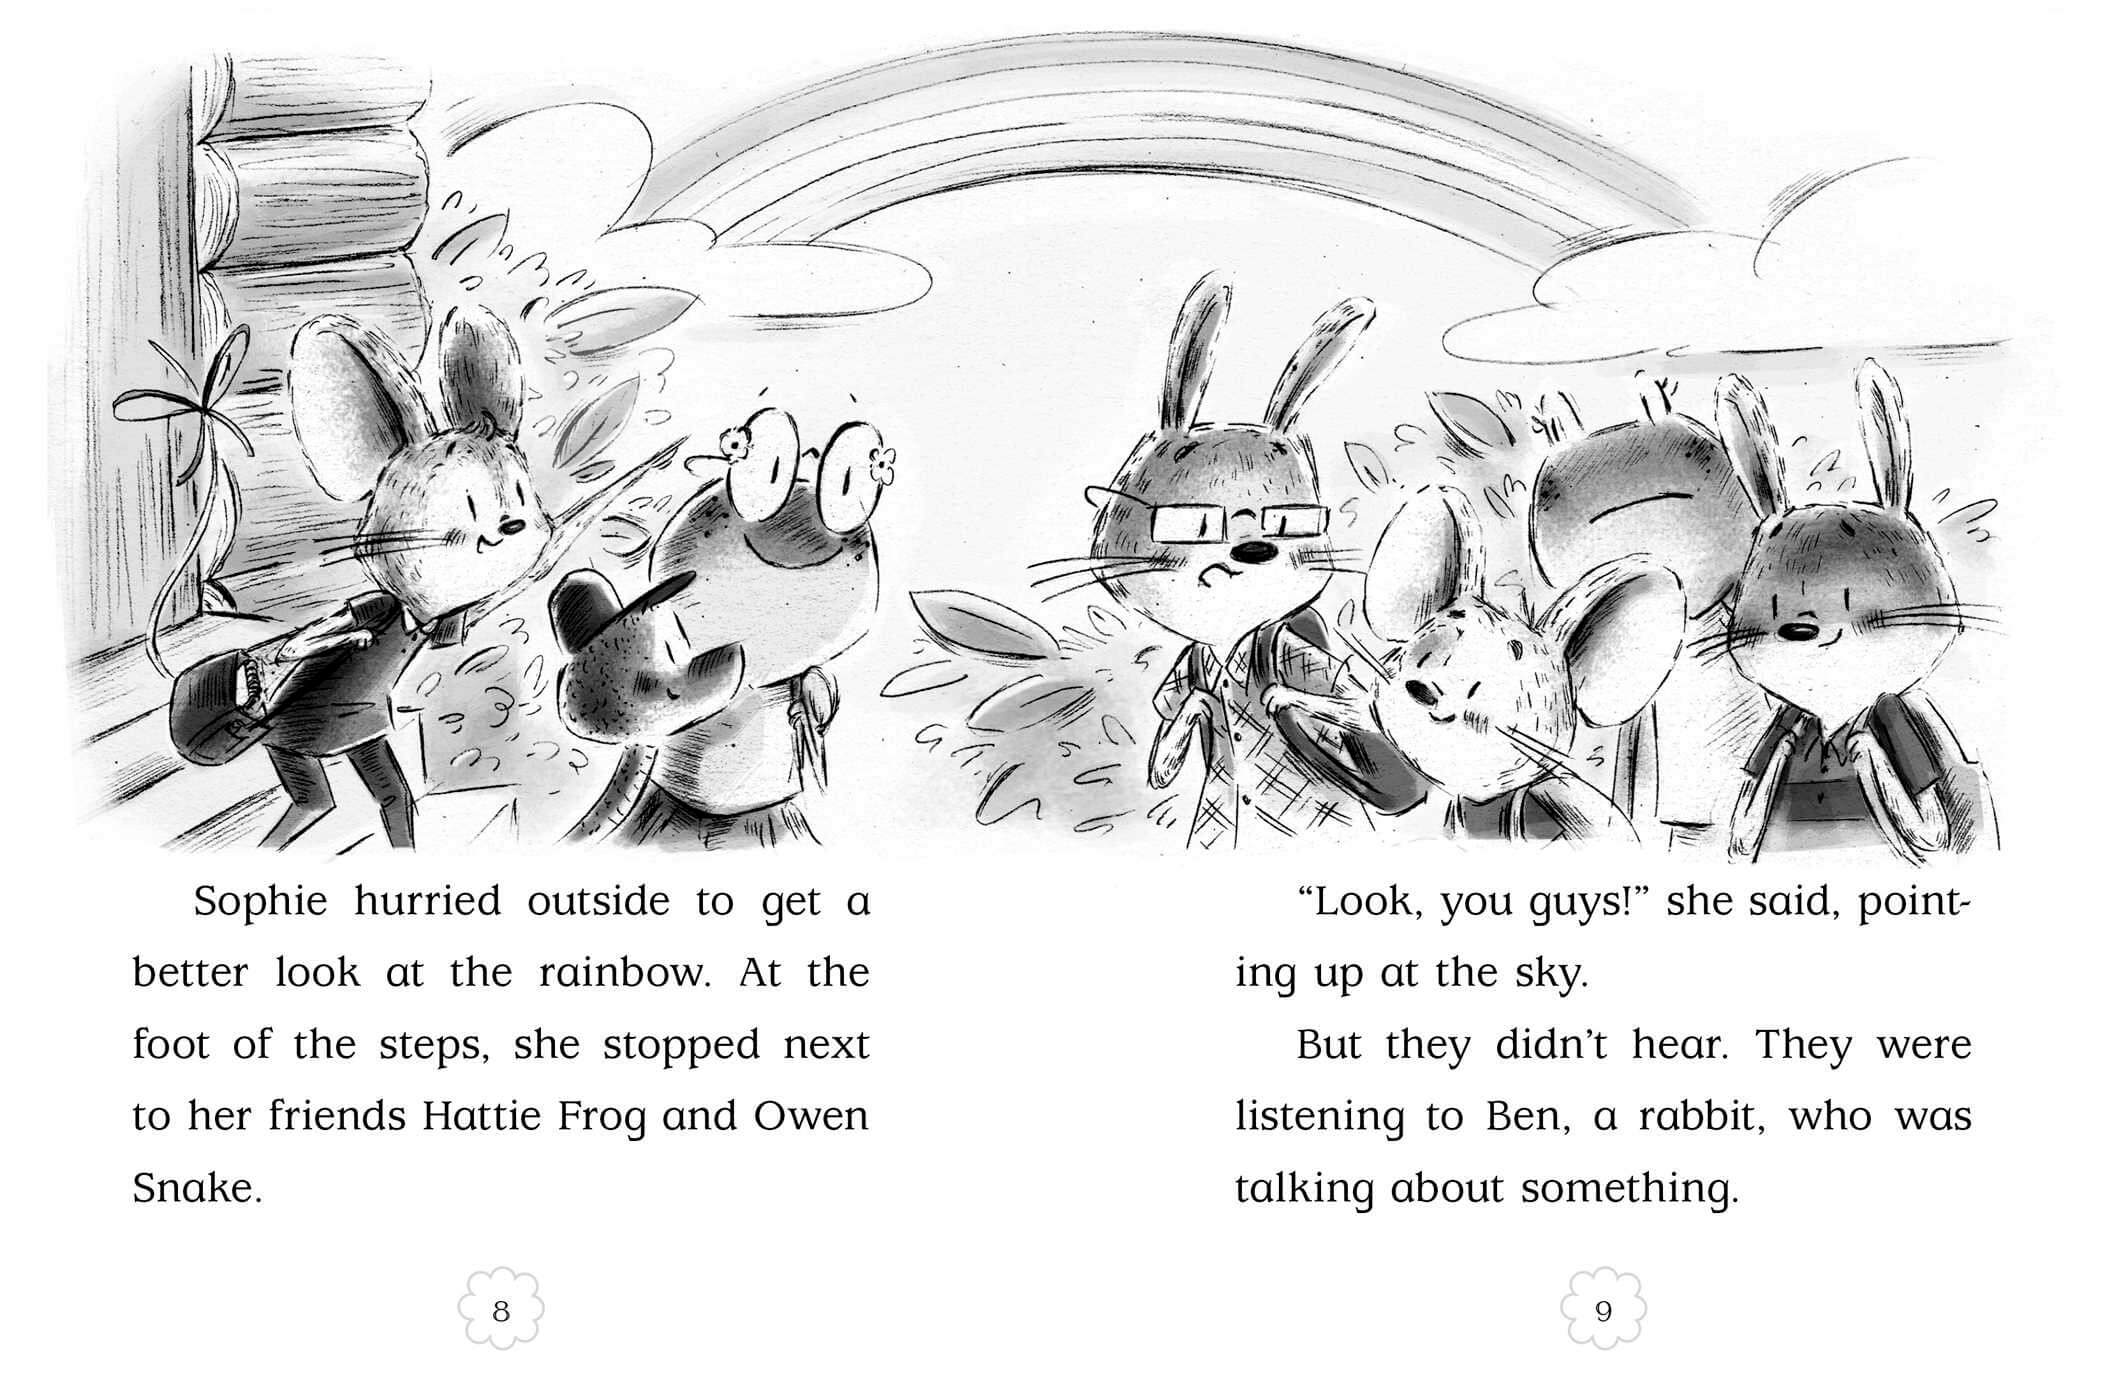 Sophie hurried outside to get a
better look at the rainbow. At the
foot of the steps, she stopped next
to her friends Hattie Frog and Owen
Snake.
8
“Look, you guys!” she said, point-
ing up at the sky.
But they didn’t hear. They were
listening to Ben, a rabbit, who was
talking about something.
9